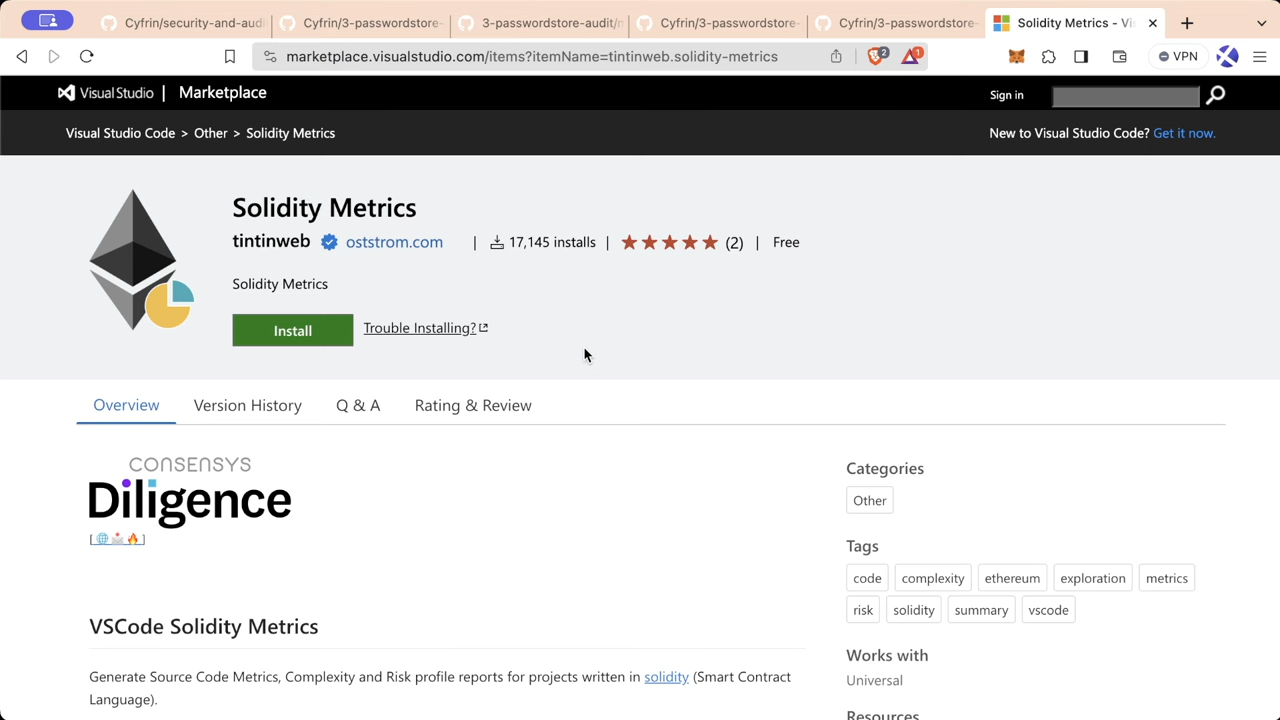 Cyfrin/security-and-audi
Cyfrin/3-passwordstore-
3-passwordstore-audit/n
Cyfrin/3-passwordstore-
Cyfrin/3-passwordstore-
Solidity Metrics - Vi
marketplace.visualstudio.com/items?itemName=tintinweb.solidity-metrics
2
1
VPN
Visual Studio | Marketplace
Sign in
Visual Studio Code > Other > Solidity Metrics
New to Visual Studio Code? Get it now.
Solidity Metrics
tintinweb oststrom.com | 17,145 installs | (2) | Free
Solidity Metrics
Install
Trouble Installing?
Overview
Version History
Q & A
Rating & Review
CONSENSYS
Diligence
[ ]
VSCode Solidity Metrics
Generate Source Code Metrics, Complexity and Risk profile reports for projects written in solidity (Smart Contract
Language).
Categories
Other
Tags
code complexity ethereum exploration metrics
risk solidity summary vscode
Works with
Universal
Resources